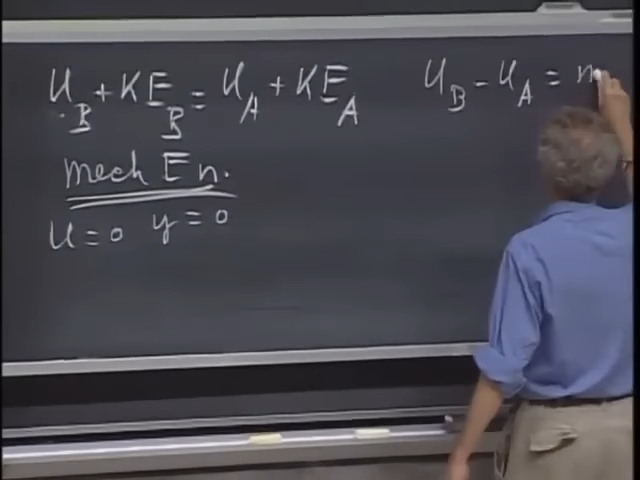 U_B + KE_B = U_A + KE_A
mech En.
U = 0 y = 0
U_B - U_A = m